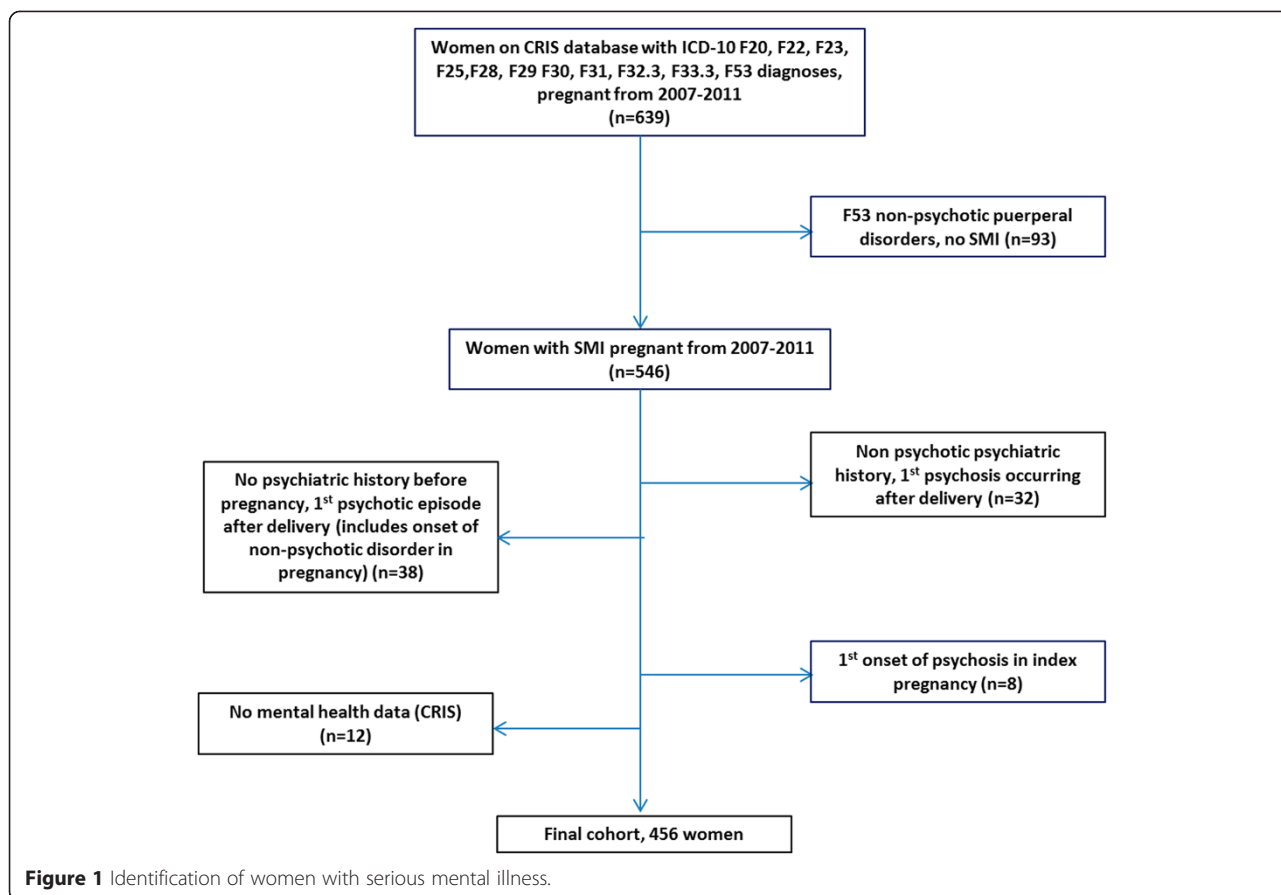 Women on CRIS database with ICD-10 F20, F22, F23,
F25,F28, F29 F30, F31, F32.3, F33.3, F53 diagnoses,
pregnant from 2007-2011
(n=639)
F53 non-psychotic puerperal
disorders, no SMI (n=93)
Women with SMI pregnant from 2007-2011
(n=546)
No psychiatric history before
pregnancy, 1st psychotic episode
after delivery (includes onset of
non-psychotic disorder in
pregnancy) (n=38)
Non psychotic psychiatric
history, 1st psychosis occurring
after delivery (n=32)
1st onset of psychosis in index
pregnancy (n=8)
No mental health data (CRIS)
(n=12)
Final cohort, 456 women
Figure 1 Identification of women with serious mental illness.